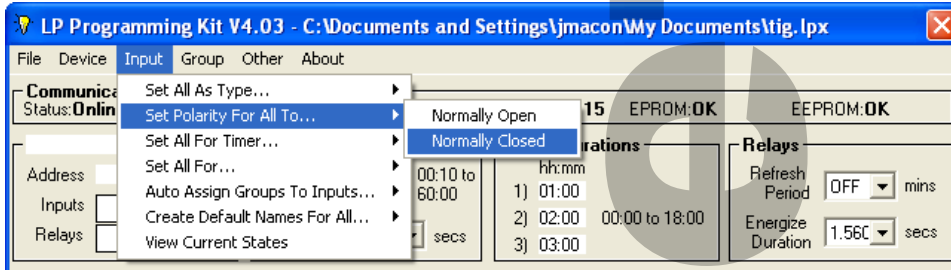 LP Programming Kit V4.03 - C:\Documents and Settings\jmacon\My Documents\tig.lpx
File Device Input Group Other About
Set All As Type...
Set Polarity For All To...
Set All For Timer...
Set All For...
Auto Assign Groups To Inputs...
Create Default Names For All...
View Current States
Normally Open
Normally Closed
Status:
15 EPROM:OK EEPROM:OK
Address
Inputs
Relays
00:10 to
60:00
secs
hh:mm
1) 01:00
2) 02:00 00:00 to 18:00
3) 03:00
Relays
Refresh
Period OFF mins
Energize
Duration secs